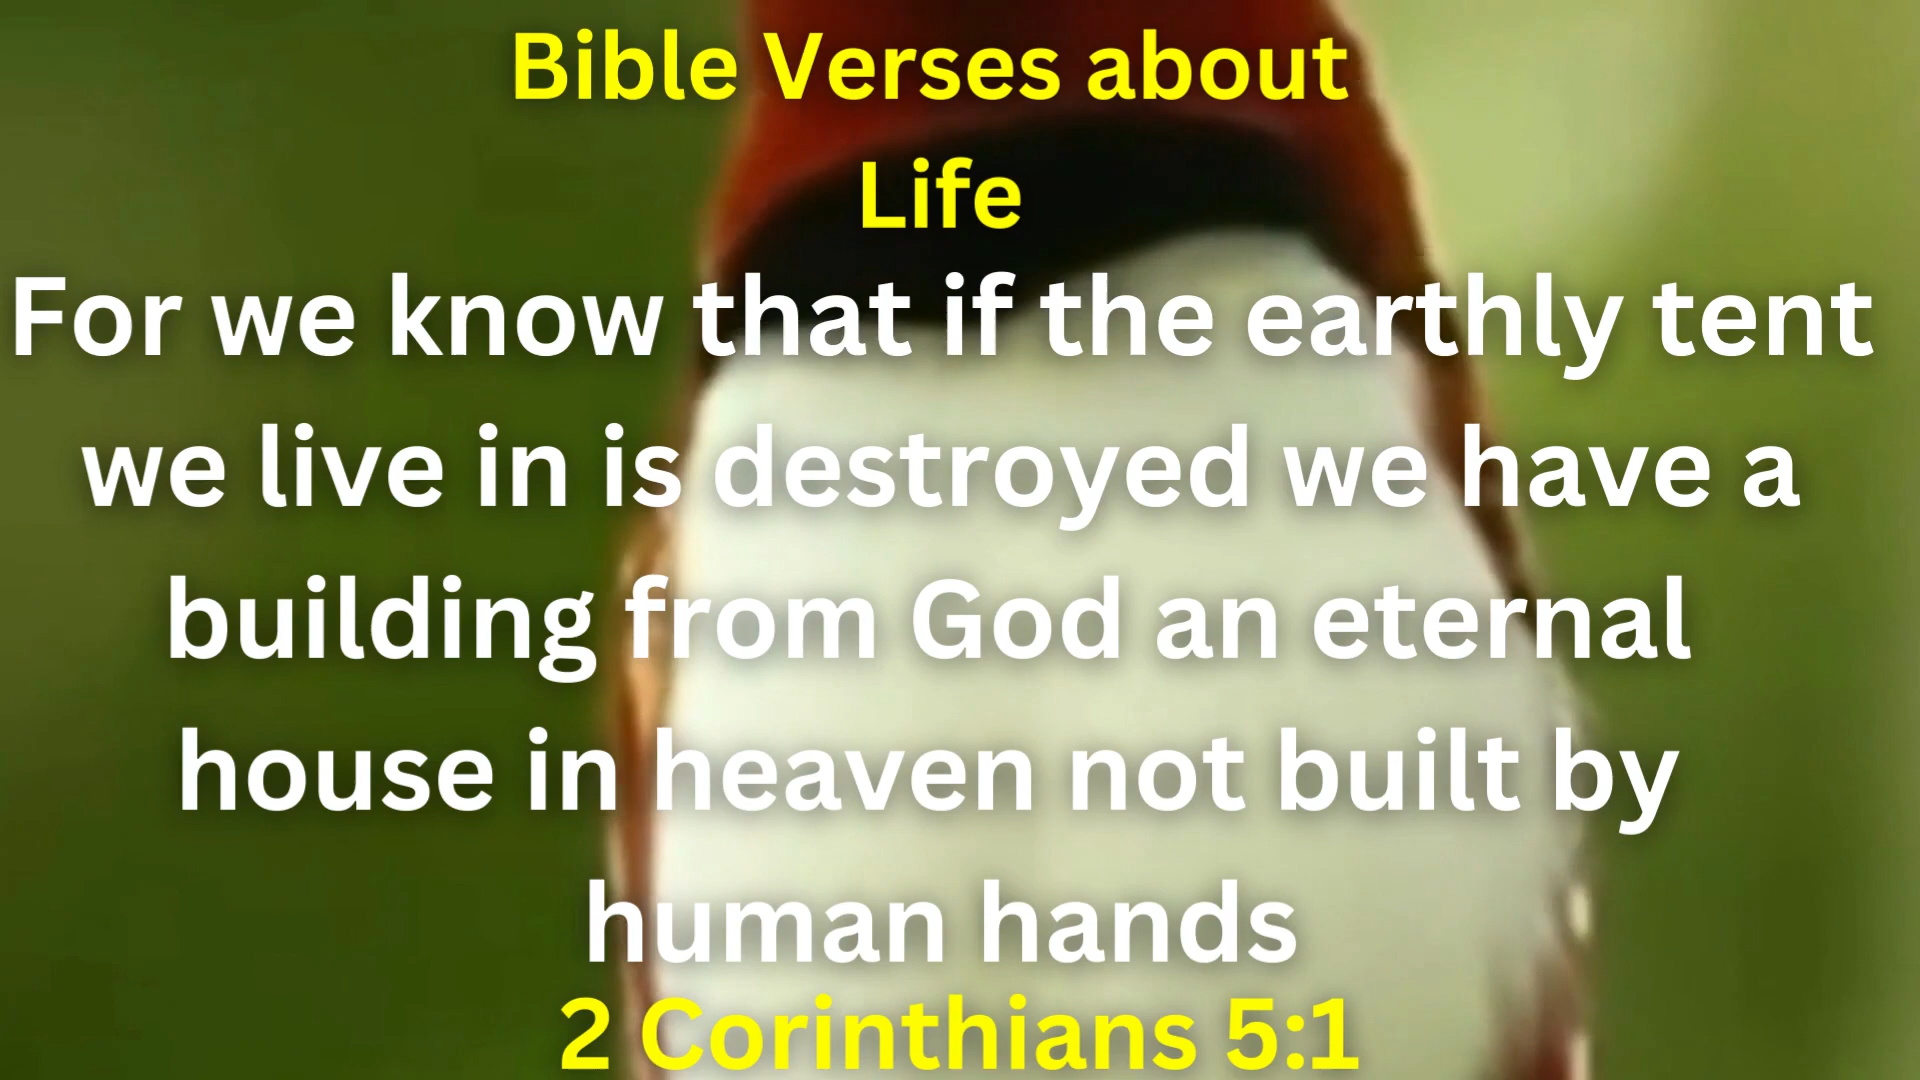 Bible Verses about
Life
For we know that if the earthly tent
we live in is destroyed we have a
building from God an eternal
house in heaven not built by
human hands
2 Corinthians 5:1